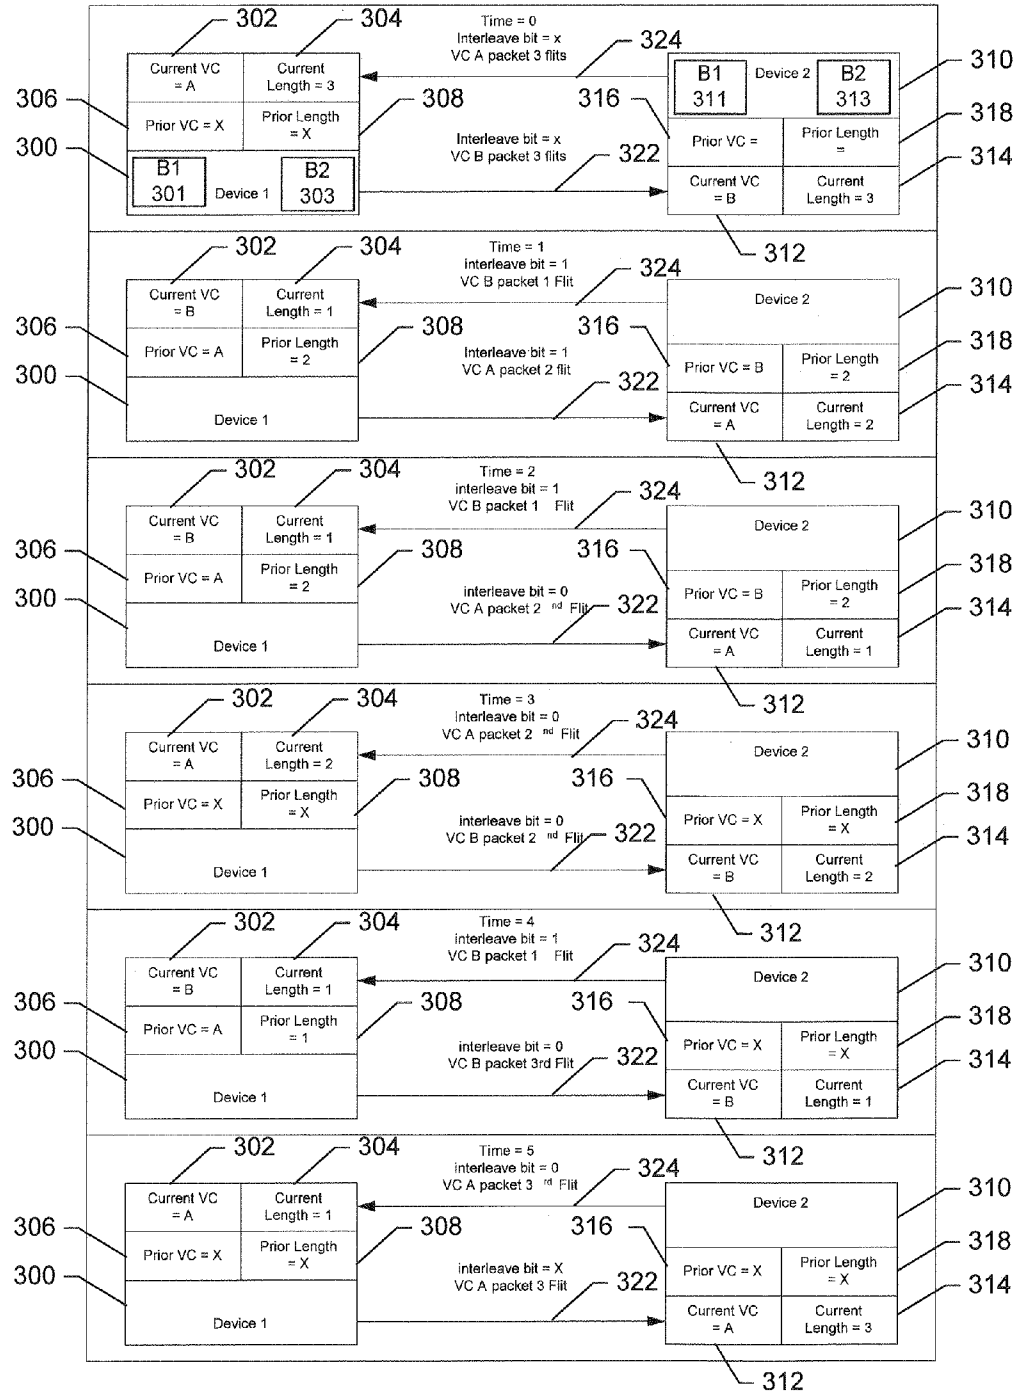 302
304
Time = 0
Interleave bit = x
VC A packet 3 flits
324
310
Current VC
= A
Current
Length = 3
B1
311
Device 2
B2
313
306
Prior VC = X
Prior Length
= X
308
316
318
Prior VC =
Prior Length
=
300
B1
301
Device 1
B2
303
Interleave bit = x
VC B packet 3 flits
322
314
Current VC
= B
Current
Length = 3
312
302
304
Time = 1
interleave bit = 1
VC B packet 1 Flit
324
310
Current VC
= B
Current
Length = 1
Device 2
306
Prior VC = A
Prior Length
= 2
308
316
318
Prior VC = B
Prior Length
= 2
300
Device 1
Interleave bit = 1
VC A packet 2 flit
322
314
Current VC
= A
Current
Length = 2
312
302
304
Time = 2
interleave bit = 1
VC B packet 1 Flit
324
310
Current VC
= B
Current
Length = 1
Device 2
306
Prior VC = A
Prior Length
= 2
308
316
318
Prior VC = B
Prior Length
= 2
300
Device 1
interleave bit = 0
VC A packet 2 nd Flit
322
314
Current VC
= A
Current
Length = 1
312
302
304
Time = 3
interleave bit = 0
VC A packet 2 nd Flit
324
310
Current VC
= A
Current
Length = 2
Device 2
306
Prior VC = X
Prior Length
= X
308
316
318
Prior VC = X
Prior Length
= X
300
Device 1
interleave bit = 0
VC B packet 2 nd Flit
322
314
Current VC
= B
Current
Length = 2
312
302
304
Time = 4
interleave bit = 1
VC B packet 1 Flit
324
310
Current VC
= B
Current
Length = 1
Device 2
306
Prior VC = A
Prior Length
= 1
308
316
318
Prior VC = X
Prior Length
= X
300
Device 1
interleave bit = 0
VC B packet 3rd Flit
322
314
Current VC
= B
Current
Length = 1
312
302
304
Time = 5
interleave bit = 0
VC A packet 3 rd Flit
324
310
Current VC
= A
Current
Length = 1
Device 2
306
Prior VC = X
Prior Length
= X
308
316
318
Prior VC = X
Prior Length
= X
300
Device 1
interleave bit = X
VC A packet 3 Flit
322
314
Current VC
= A
Current
Length = 3
312